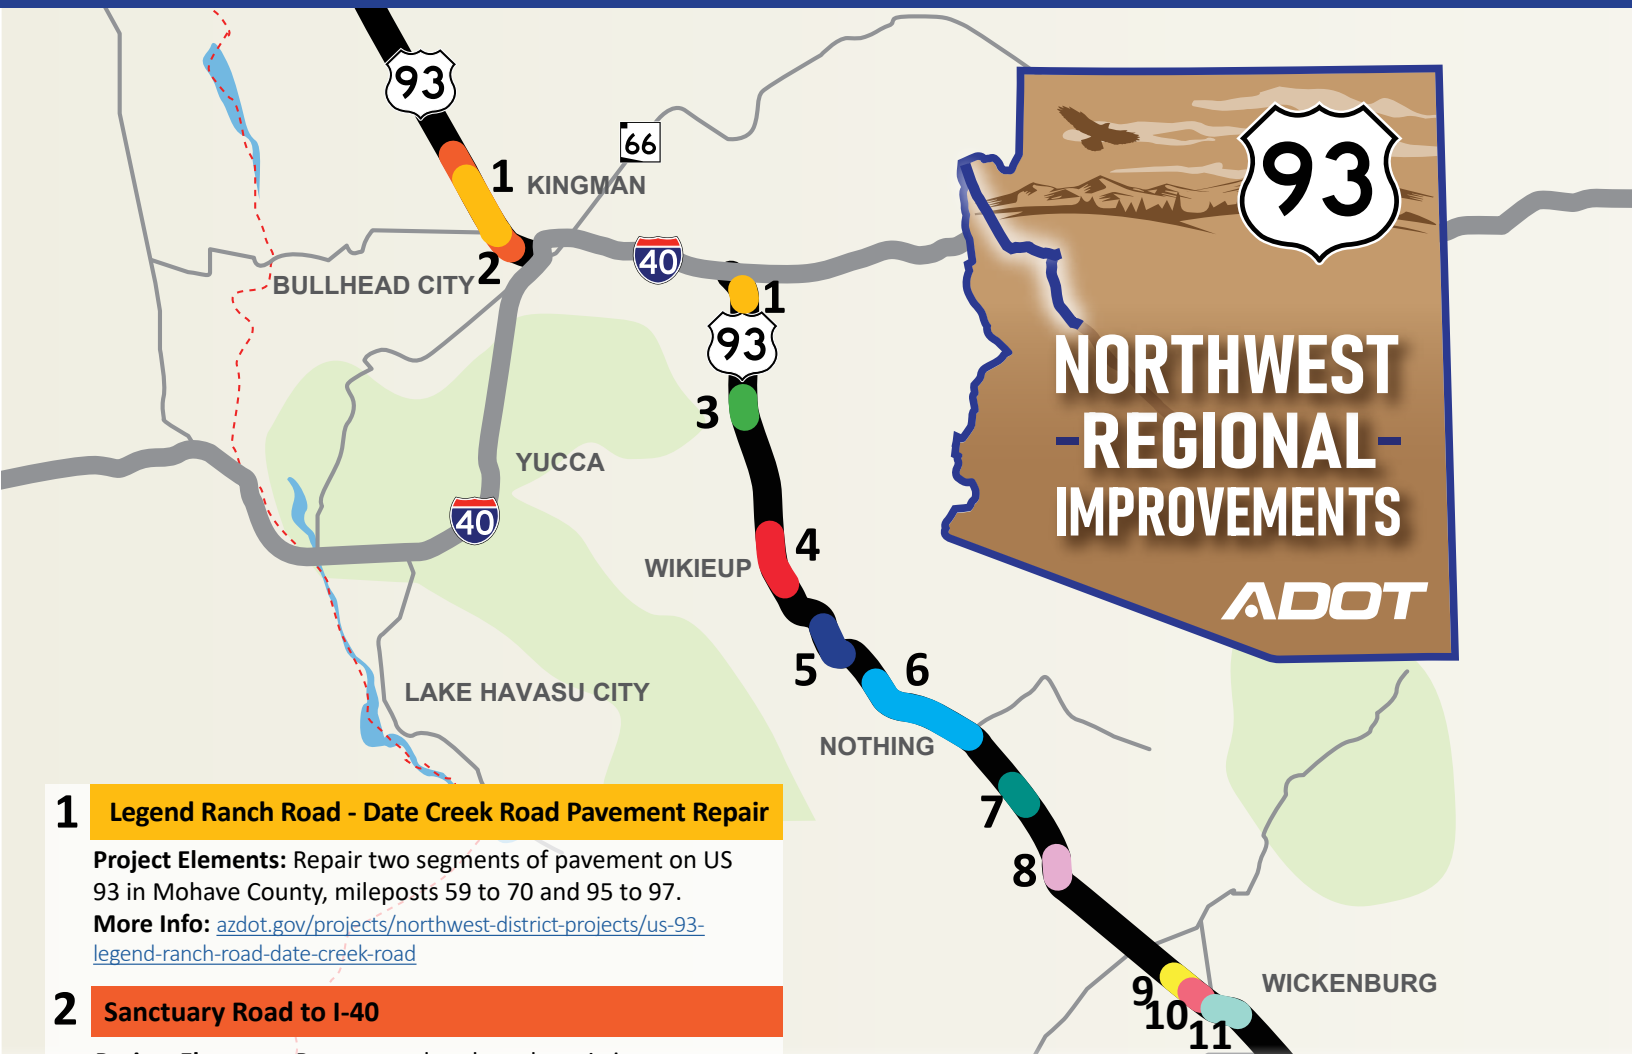 93
66
1
KINGMAN
93
40
2
BULLHEAD CITY
1
93
NORTHWEST
-REGIONAL-
IMPROVEMENTS
3
YUCCA
40
4
WIKIEUP
ADOT
5
6
LAKE HAVASU CITY
NOTHING
7
8
9
10
11
WICKENBURG
1 Legend Ranch Road - Date Creek Road Pavement Repair
Project Elements: Repair two segments of pavement on US
93 in Mohave County, mileposts 59 to 70 and 95 to 97.
More Info: azdot.gov/projects/northwest-district-projects/us-93-
legend-ranch-road-date-creek-road
2 Sanctuary Road to I-40